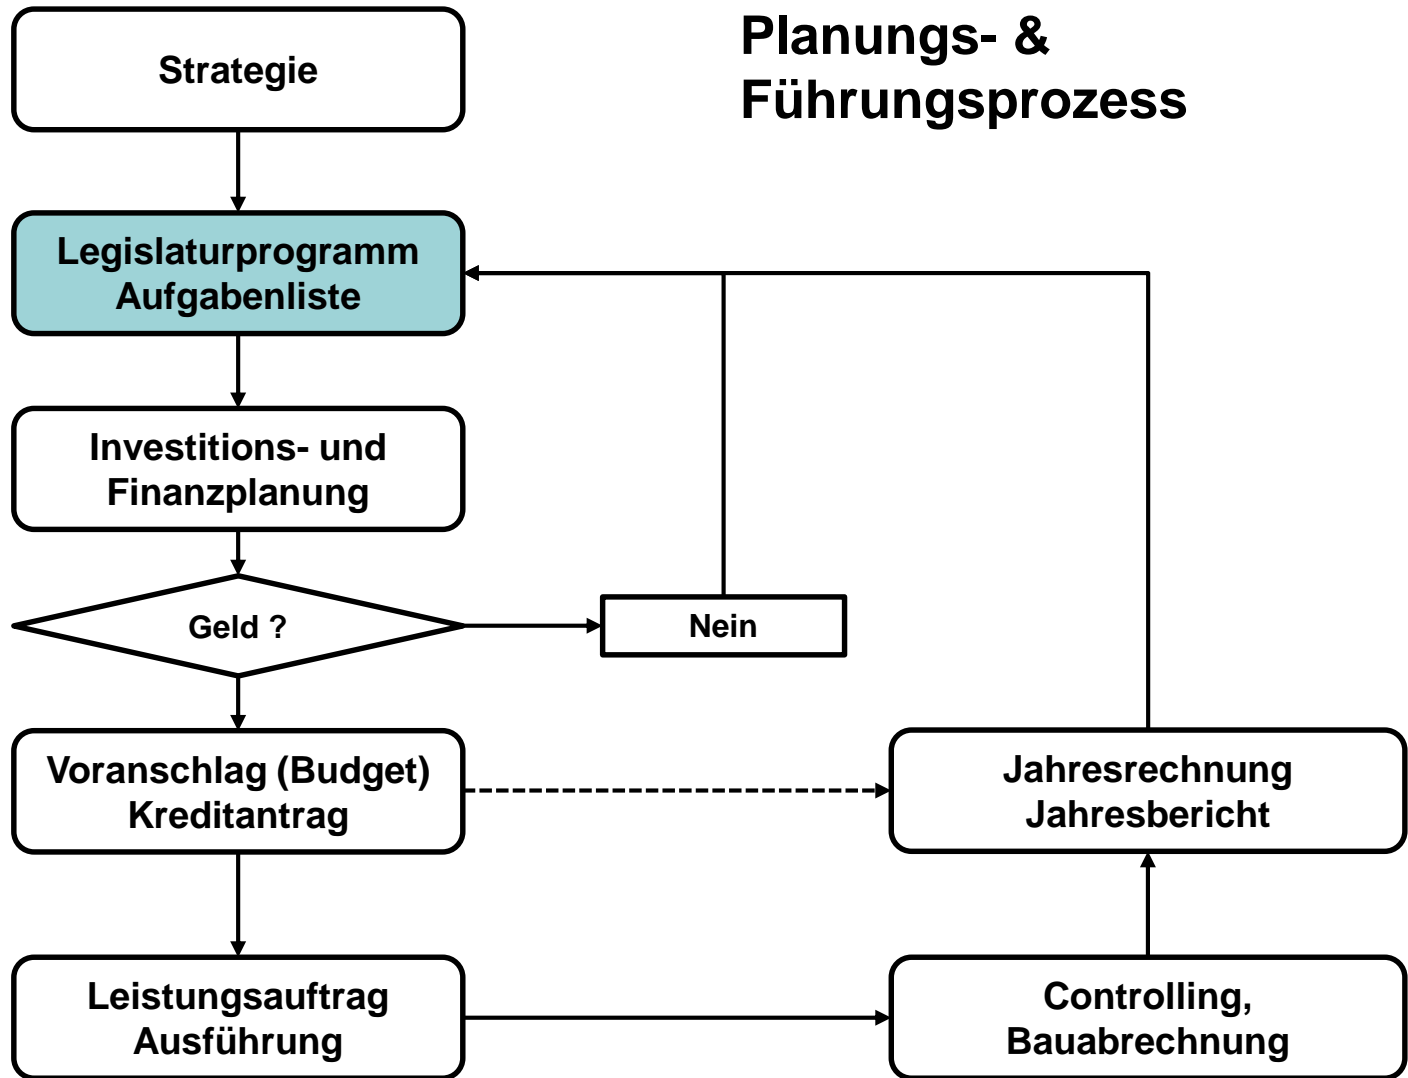 Planungs- &
Führungsprozess
Strategie
Legislaturprogramm
Aufgabenliste
Investitions- und
Finanzplanung
Geld ?
Nein
Voranschlag (Budget)
Kreditantrag
Jahresrechnung
Jahresbericht
Leistungsauftrag
Ausführung
Controlling,
Bauabrechnung